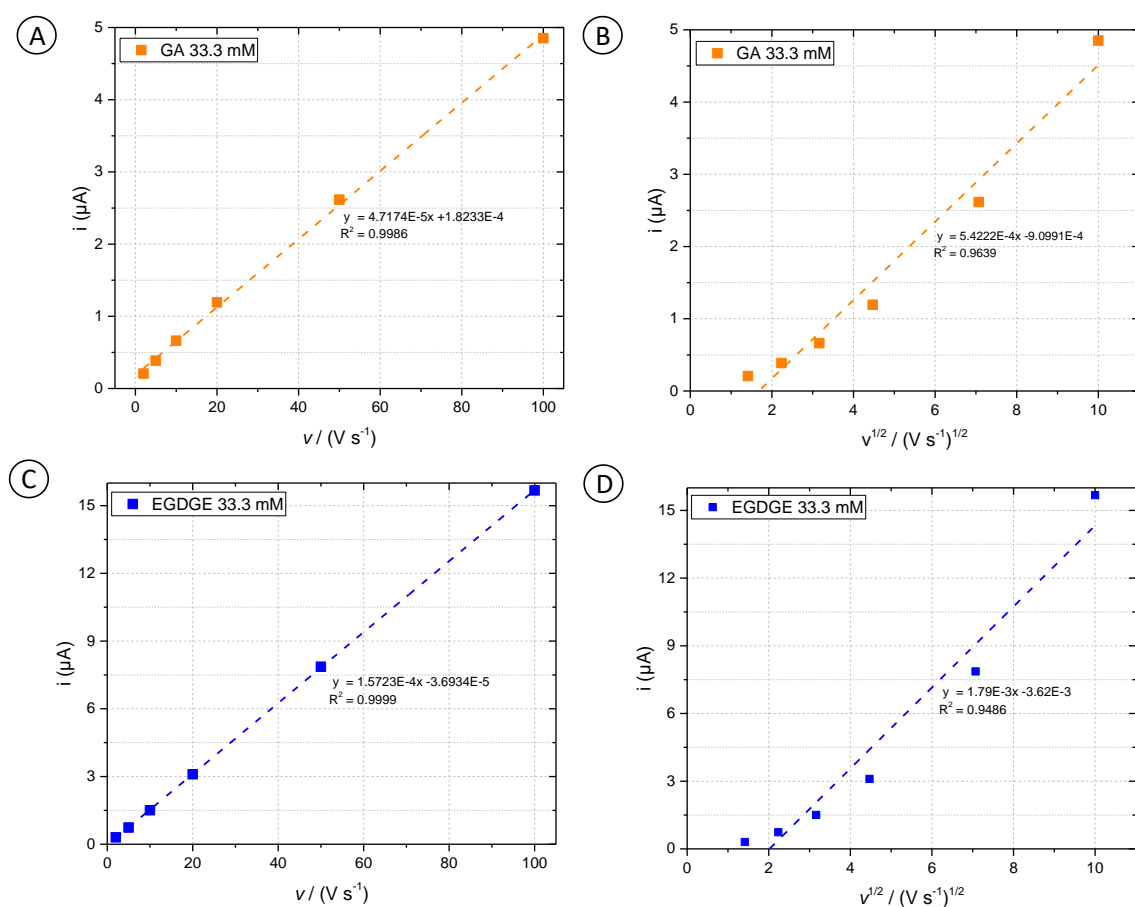 A
GA 33.3 mM
5
4
3
2
1
0
i (µA)
y = 4.7174E-5x +1.8233E-4
R² = 0.9986
0 20 40 60 80 100
v / (V s⁻¹)
B
GA 33.3 mM
5
4
3
2
1
0
i (µA)
y = 5.4222E-4x -9.0991E-4
R² = 0.9639
0 2 4 6 8 10
v^1/2 / (V s⁻¹)^1/2
C
EGDGE 33.3 mM
15
12
9
6
3
0
i (µA)
y = 1.5723E-4x -3.6934E-5
R² = 0.9999
0 20 40 60 80 100
v / (V s⁻¹)
D
EGDGE 33.3 mM
15
12
9
6
3
0
i (µA)
y = 1.79E-3x -3.62E-3
R² = 0.9486
0 2 4 6 8 10
v^1/2 / (V s⁻¹)^1/2